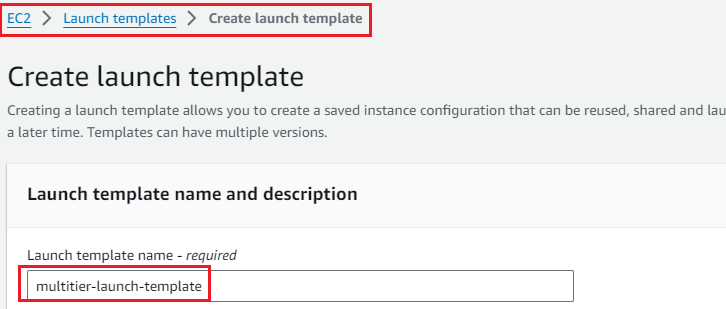 EC2 > Launch templates > Create launch template
Create launch template
Creating a launch template allows you to create a saved instance configuration that can be reused, shared and lau
a later time. Templates can have multiple versions.
Launch template name and description
Launch template name - required
multitier-launch-template